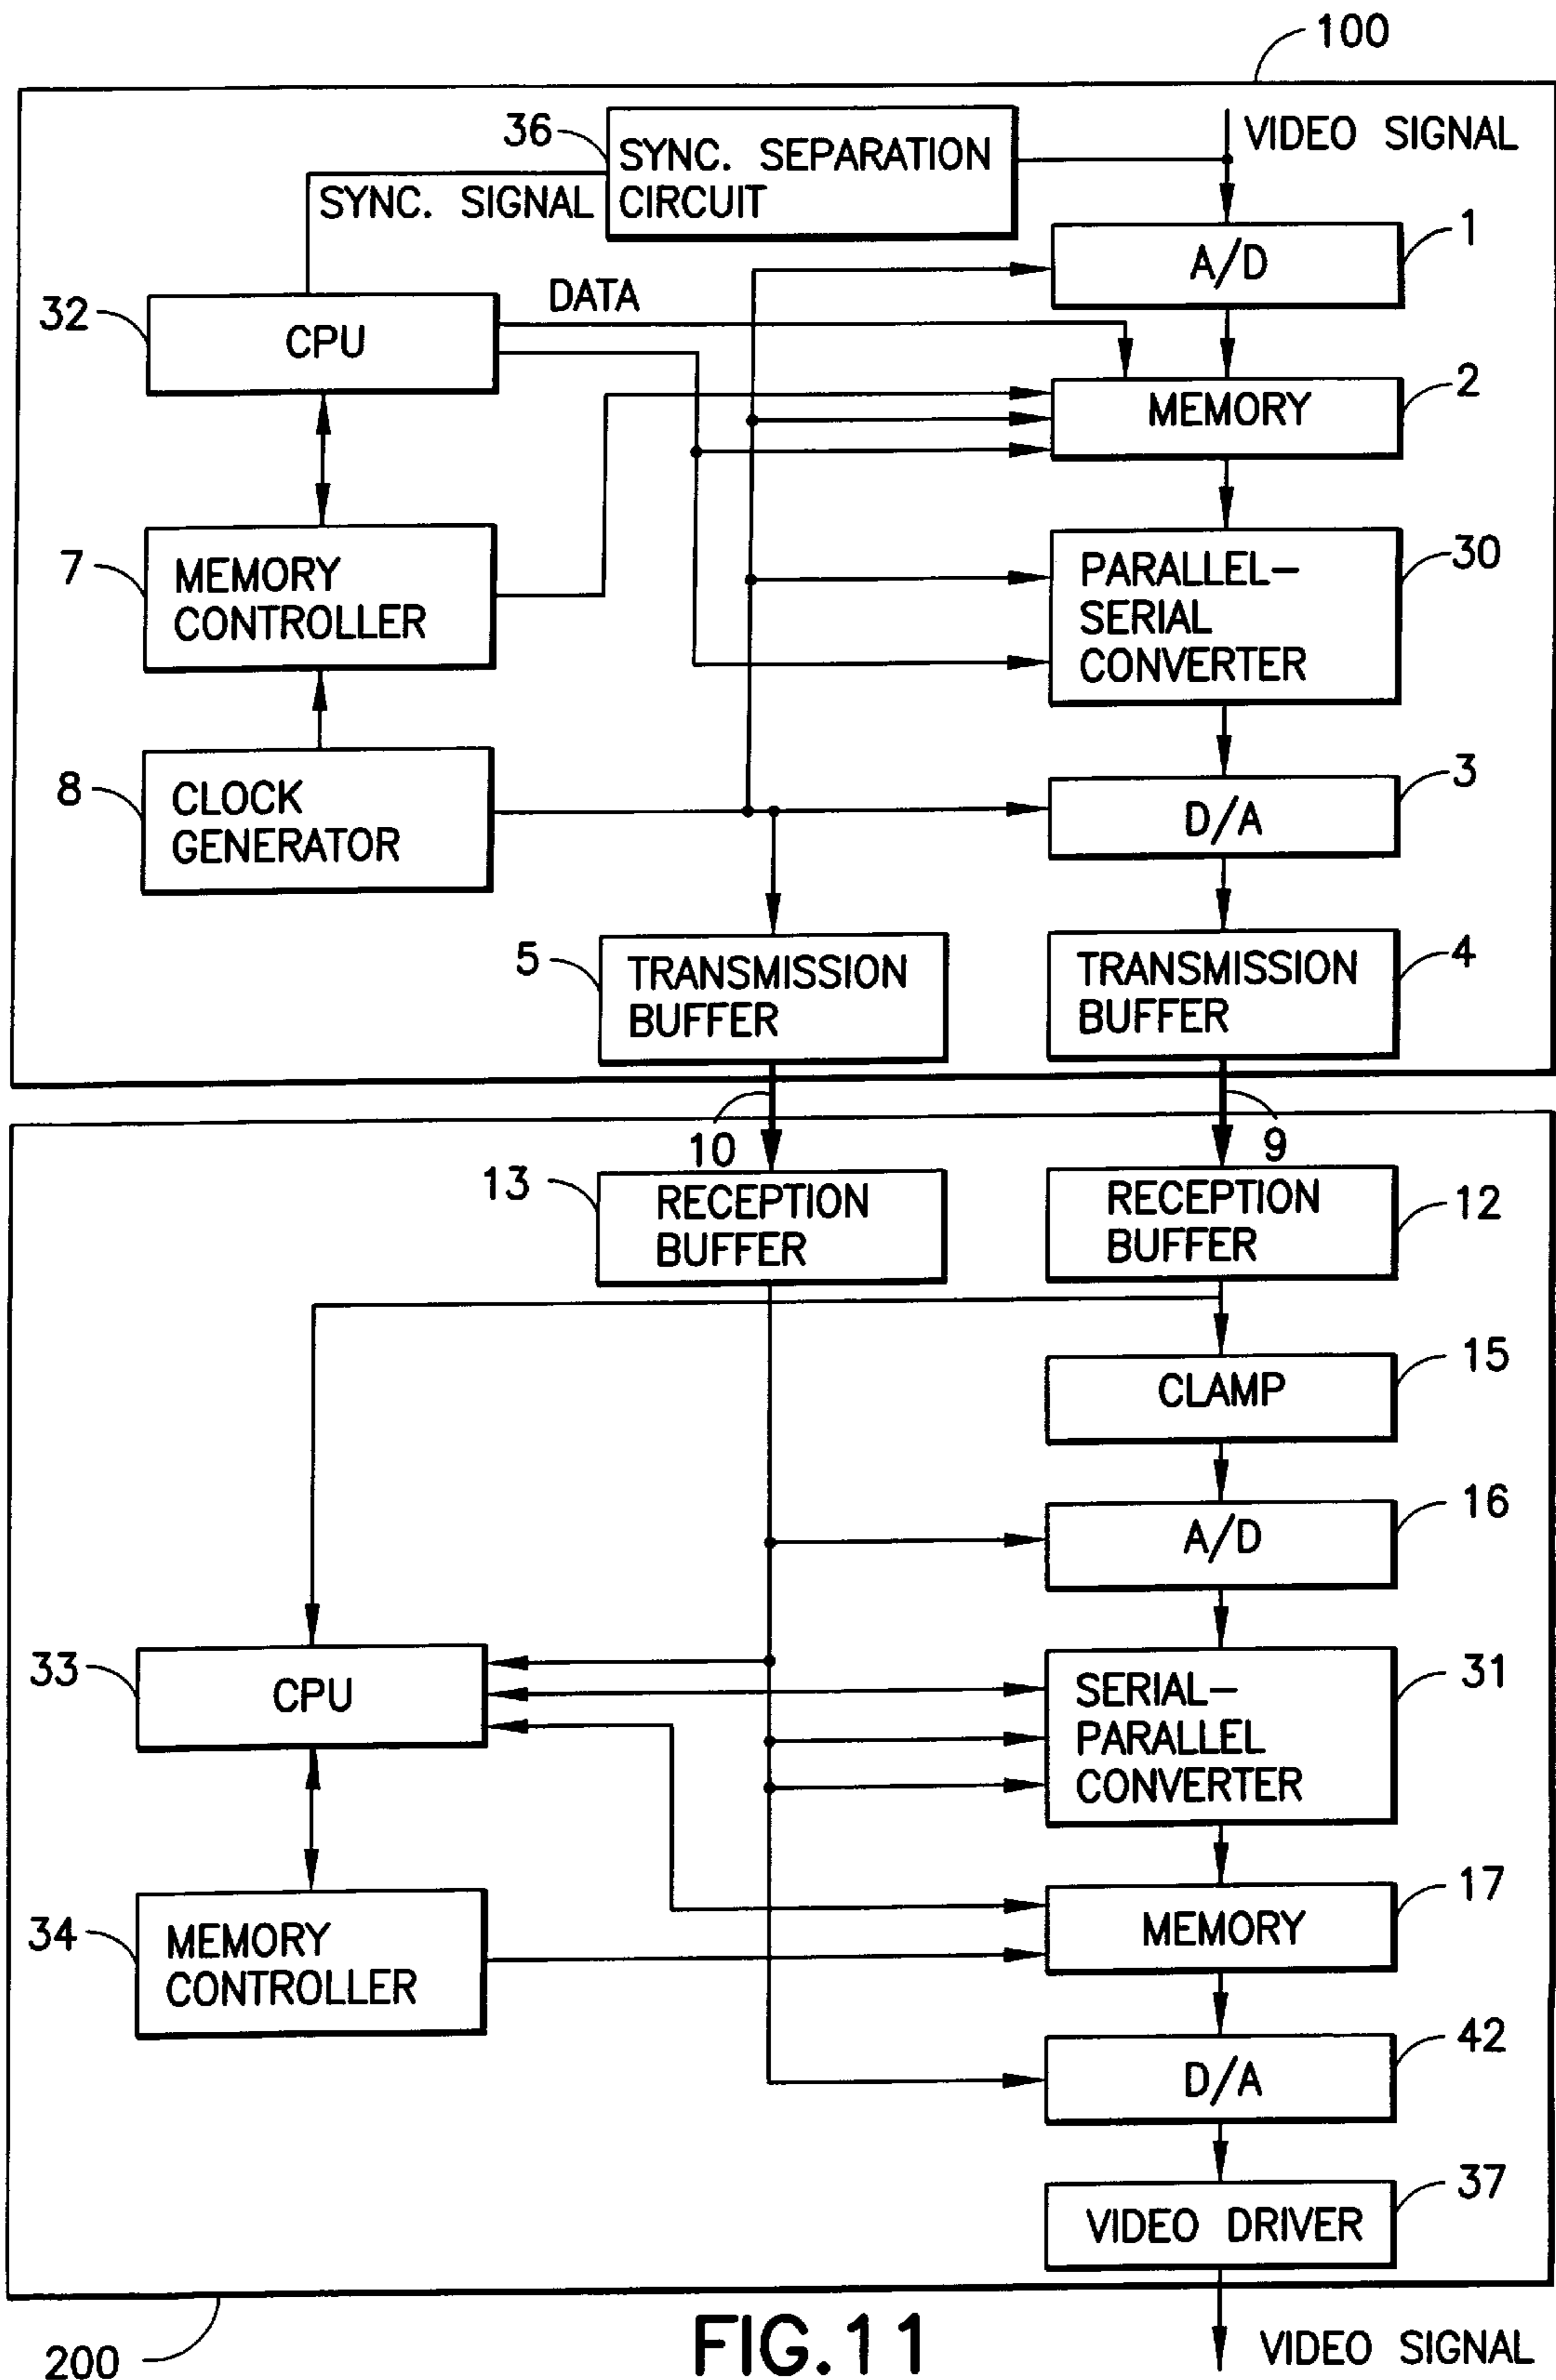 100
36
SYNC. SEPARATION
CIRCUIT
VIDEO SIGNAL
SYNC. SIGNAL
A/D
1
32
CPU
DATA
MEMORY
2
7
MEMORY
CONTROLLER
PARALLEL-
SERIAL
CONVERTER
30
8
CLOCK
GENERATOR
D/A
3
5
TRANSMISSION
BUFFER
TRANSMISSION
BUFFER
4
10
9
13
RECEPTION
BUFFER
RECEPTION
BUFFER
12
CLAMP
15
A/D
16
33
CPU
SERIAL-
PARALLEL
CONVERTER
31
34
MEMORY
CONTROLLER
MEMORY
17
D/A
42
VIDEO DRIVER
37
200
FIG.11
VIDEO SIGNAL